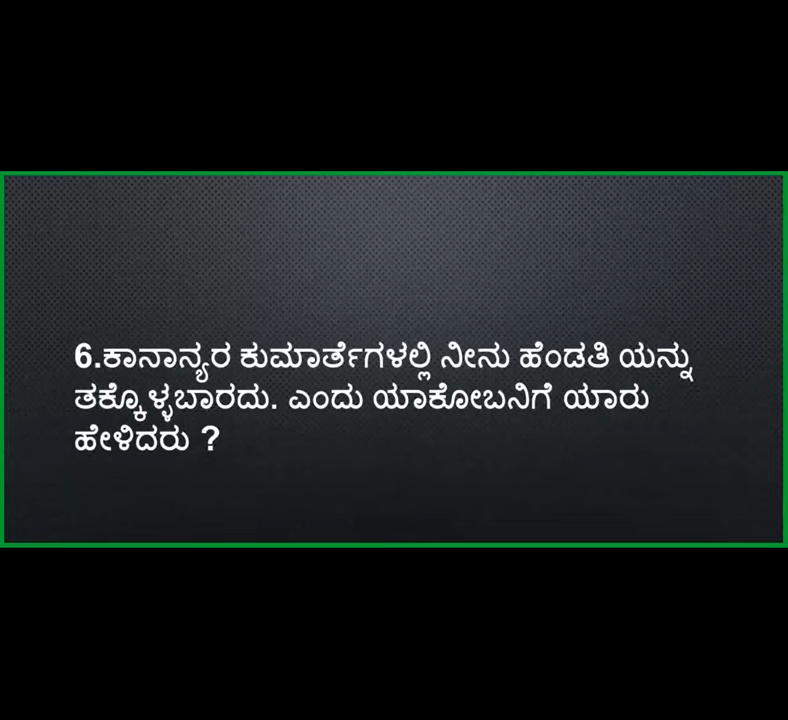 6.ಕಾನಾನ್ಯರ ಕುಮಾರ್ತೆಗಳಲ್ಲಿ ನೀನು ಹೆಂಡತಿ ಯನ್ನು
ತಕ್ಕೊಳ್ಳಬಾರದು. ಎಂದು ಯಾಕೋಬನಿಗೆ ಯಾರು
ಹೇಳಿದರು ?